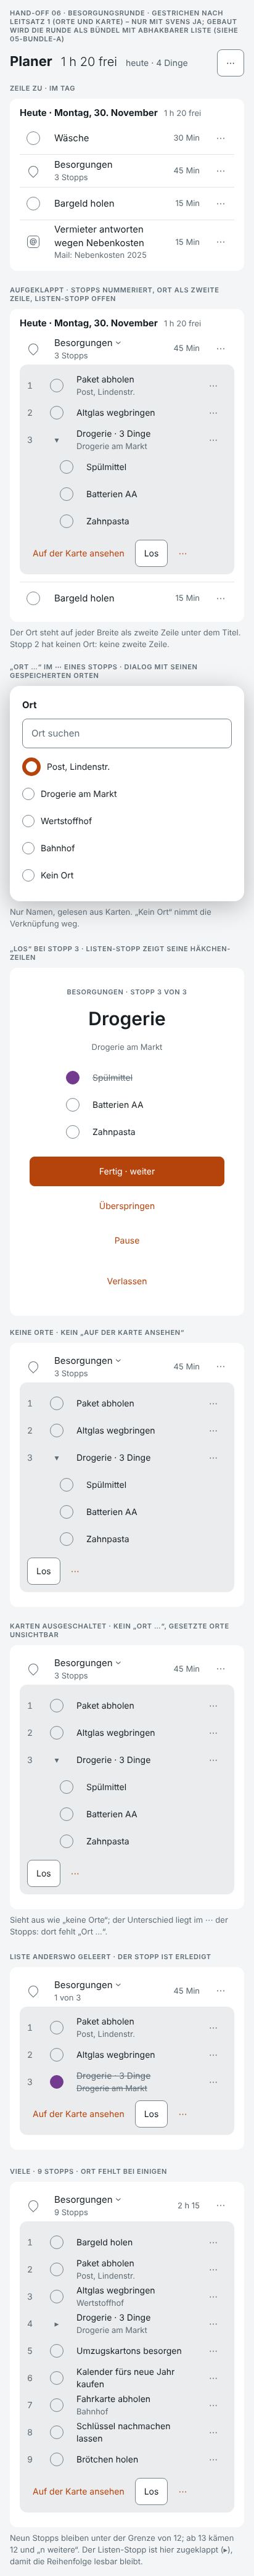 HAND-OFF 06 · BESORGUNGSRUNDE · GESTRICHEN NACH
LEITSATZ 1 (ORTE UND KARTE) – NUR MIT SVENS JA; GEBAUT
WIRD DIE RUNDE ALS BÜNDEL MIT ABHAKBARER LISTE (SIEHE
05-BUNDLE-A)
Planer 1 h 20 frei heute · 4 Dinge ···
ZEILE ZU · IM TAG
Heute · Montag, 30. November 1 h 20 frei
Wäsche 30 Min ···
Besorgungen 45 Min ···
3 Stopps
Bargeld holen 15 Min ···
Vermieter antworten
wegen Nebenkosten 15 Min ···
Mail: Nebenkosten 2025
AUFGEKLAPPT · STOPPS NUMMERIERT, ORT ALS ZWEITE
ZEILE, LISTEN-STOPP OFFEN
Heute · Montag, 30. November 1 h 20 frei
Besorgungen 45 Min ···
3 Stopps
1 Paket abholen ···
Post, Lindenstr.
2 Altglas wegbringen ···
3 ▾ Drogerie · 3 Dinge ···
Drogerie am Markt
Spülmittel
Batterien AA
Zahnpasta
Auf der Karte ansehen Los ···
Bargeld holen 15 Min ···
Der Ort steht auf jeder Breite als zweite Zeile unter dem Titel.
Stopp 2 hat keinen Ort: keine zweite Zeile.
„ORT …“ IM ··· EINES STOPPS · DIALOG MIT SEINEN
GESPEICHERTEN ORTEN
Ort
Ort suchen
Post, Lindenstr.
Drogerie am Markt
Wertstoffhof
Bahnhof
Kein Ort
Nur Namen, gelesen aus Karten. „Kein Ort“ nimmt die
Verknüpfung weg.
„LOS“ BEI STOPP 3 · LISTEN-STOPP ZEIGT SEINE HÄKCHEN-
ZEILEN
BESORGUNGEN · STOPP 3 VON 3
Drogerie
Drogerie am Markt
Spülmittel
Batterien AA
Zahnpasta
Fertig · weiter
Überspringen
Pause
Verlassen
KEINE ORTE · KEIN „AUF DER KARTE ANSEHEN“
Besorgungen 45 Min ···
3 Stopps
1 Paket abholen ···
2 Altglas wegbringen ···
3 ▾ Drogerie · 3 Dinge ···
Spülmittel
Batterien AA
Zahnpasta
Los ···
KARTEN AUSGESCHALTET · KEIN „ORT …“, GESETZTE ORTE
UNSICHTBAR
Besorgungen 45 Min ···
3 Stopps
1 Paket abholen ···
2 Altglas wegbringen ···
3 ▾ Drogerie · 3 Dinge ···
Spülmittel
Batterien AA
Zahnpasta
Los ···
Sieht aus wie „keine Orte“; der Unterschied liegt im ··· der
Stopps: dort fehlt „Ort …“.
LISTE ANDERSWO GELEERT · DER STOPP IST ERLEDIGT
Besorgungen 45 Min ···
1 von 3
1 Paket abholen ···
Post, Lindenstr.
2 Altglas wegbringen ···
3 Drogerie · 3 Dinge ···
Drogerie am Markt
Auf der Karte ansehen Los ···
VIELE · 9 STOPPS · ORT FEHLT BEI EINIGEN
Besorgungen 2 h 15 ···
9 Stopps
1 Bargeld holen ···
2 Paket abholen ···
Post, Lindenstr.
3 Altglas wegbringen ···
Wertstoffhof
4 ▸ Drogerie · 3 Dinge ···
Drogerie am Markt
5 Umzugskartons besorgen ···
6 Kalender fürs neue Jahr
kaufen ···
7 Fahrkarte abholen ···
Bahnhof
8 Schlüssel nachmachen
lassen ···
9 Brötchen holen ···
Auf der Karte ansehen Los ···
Neun Stopps bleiben unter der Grenze von 12; ab 13 kämen
12 und „n weitere“. Der Listen-Stopp ist hier zugeklappt (▸),
damit die Reihenfolge lesbar bleibt.